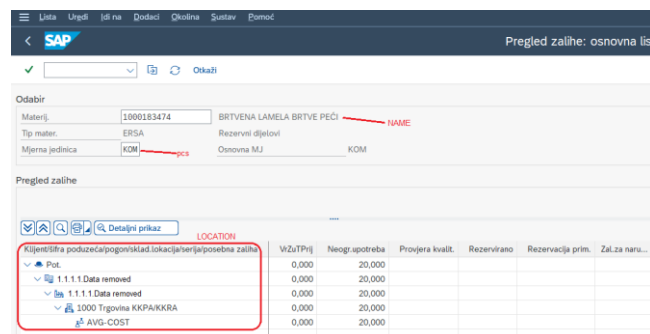 Lista Uređi Idi na Dodaci Okolina Sustav Pomoć
SAP Pregled zalihe: osnovna lis
Otkaži
Odabir
Materij. 1000183474 BRTVENA LAMELA BRTVE PEĆI NAME
Tip mater. ERSA Rezervni dijelovi
Mjerna jedinica KOM pcs Osnovna MJ KOM
Pregled zalihe
Detaljni prikaz
LOCATION
Klijent/šifra poduzeća/pogon/sklad.lokacija/serija/posebna zaliha VrZuTPrij Neogr.upotreba Provjera kvalit. Rezervirano Rezervacija prim. Zal.za naru...
Pot. 0,000 20,000
1.1.1.1.Data removed 0,000 20,000
1.1.1.1.Data removed 0,000 20,000
1000 Trgovina KKPA/KKRA 0,000 20,000
AVG-COST 0,000 20,000